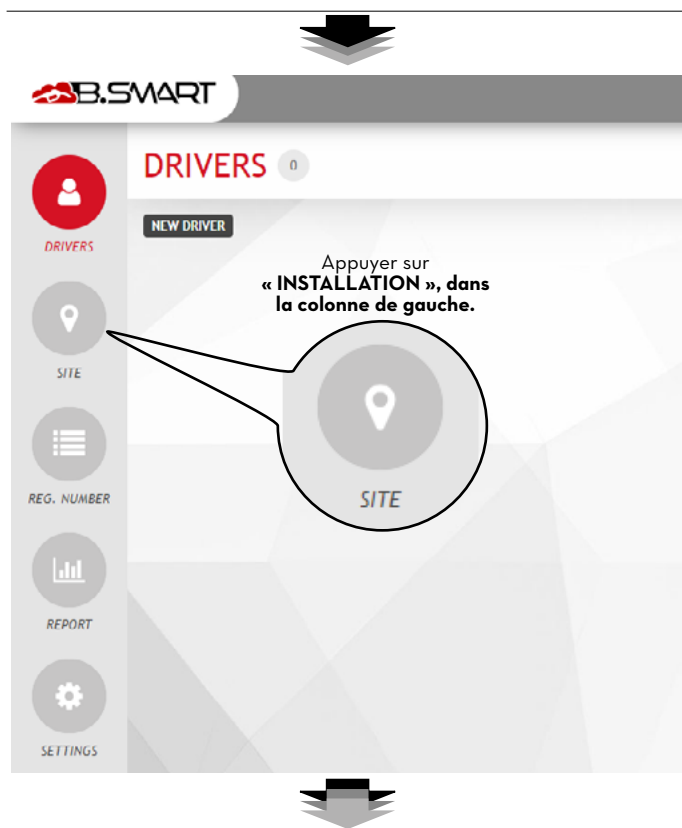 B.SMART
DRIVERS 0
NEW DRIVER
DRIVERS
Appuyer sur
« INSTALLATION », dans
la colonne de gauche.
SITE
SITE
REG. NUMBER
REPORT
SETTINGS